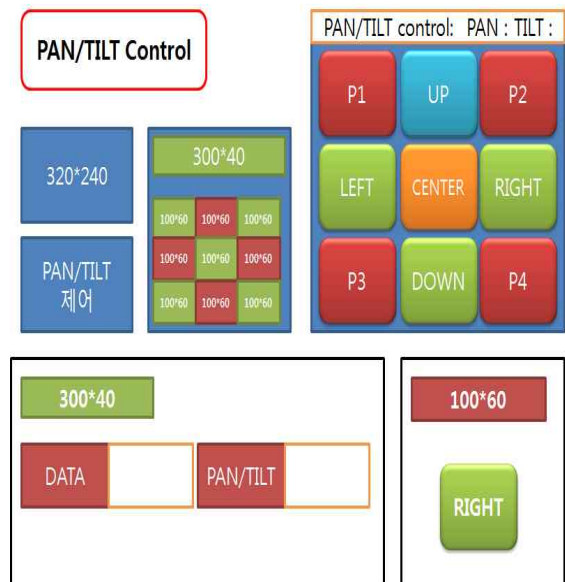 PAN/TILT Control
320*240
PAN/TILT
제어
300*40
100*60 100*60 100*60
100*60 100*60 100*60
100*60 100*60 100*60
PAN/TILT control: PAN : TILT :
P1 UP P2
LEFT CENTER RIGHT
P3 DOWN P4
300*40
DATA PAN/TILT
100*60
RIGHT